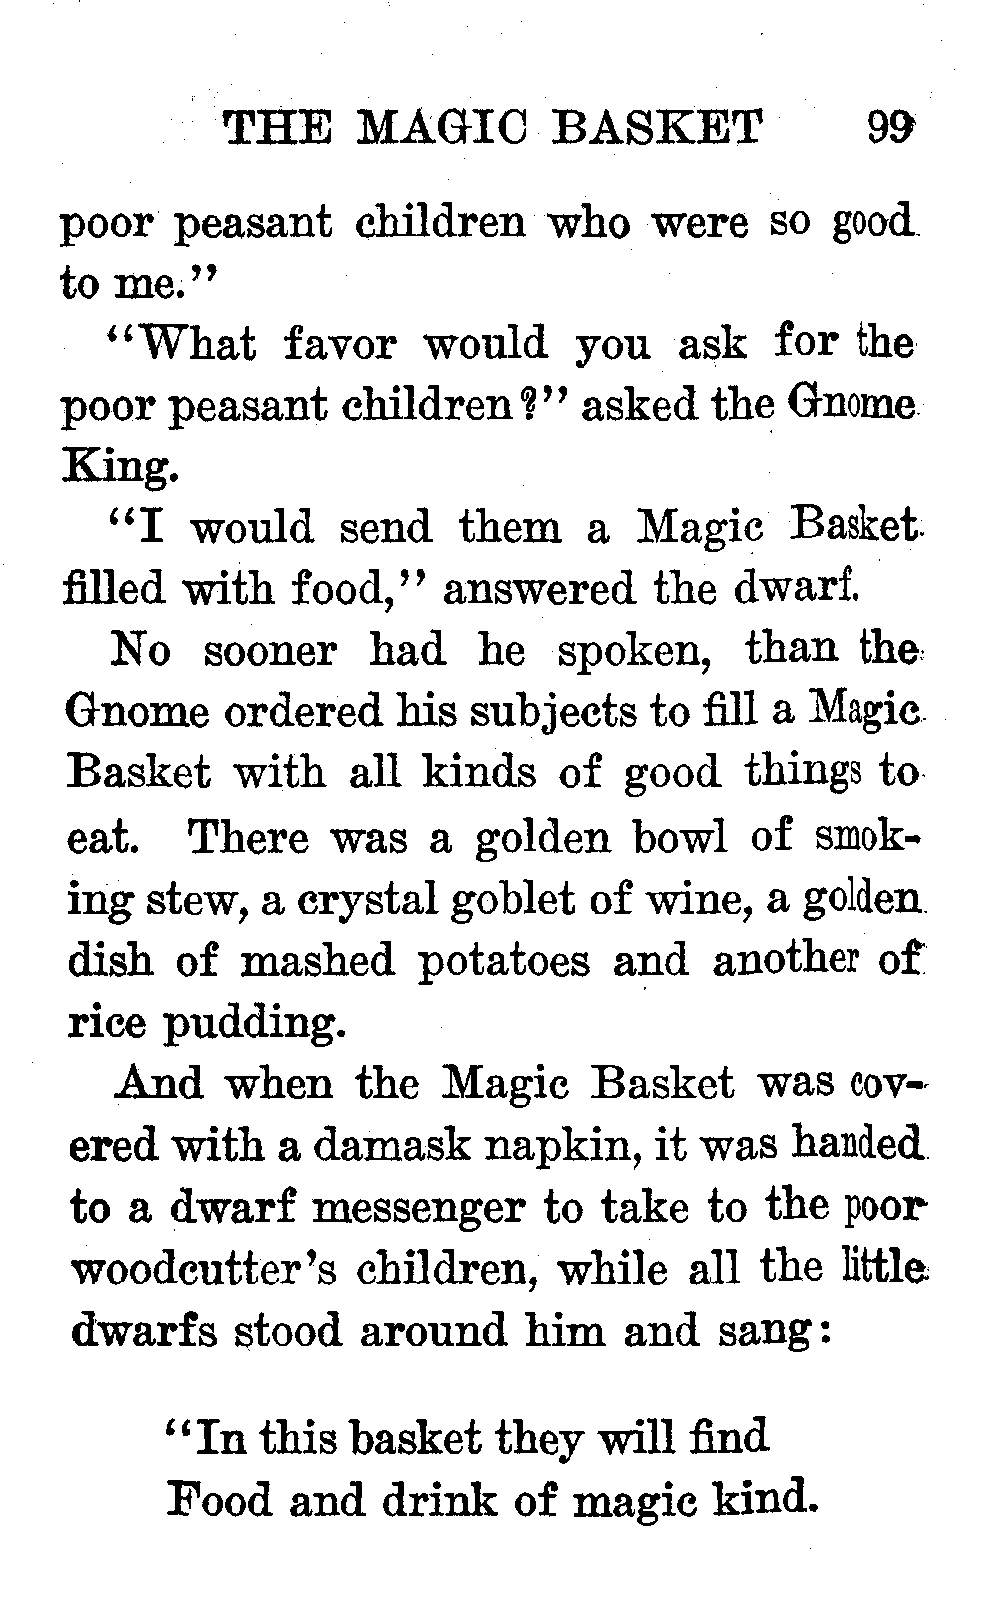 THE MAGIC BASKET 99
poor peasant children who were so good
to me."
"What favor would you ask for the
poor peasant children?" asked the Gnome
King.
"I would send them a Magic Basket
filled with food," answered the dwarf.
No sooner had he spoken, than the
Gnome ordered his subjects to fill a Magic
Basket with all kinds of good things to
eat. There was a golden bowl of smok-
ing stew, a crystal goblet of wine, a golden
dish of mashed potatoes and another of
rice pudding.
And when the Magic Basket was cov-
ered with a damask napkin, it was handed
to a dwarf messenger to take to the poor
woodcutter's children, while all the little
dwarfs stood around him and sang:
"In this basket they will find
Food and drink of magic kind.